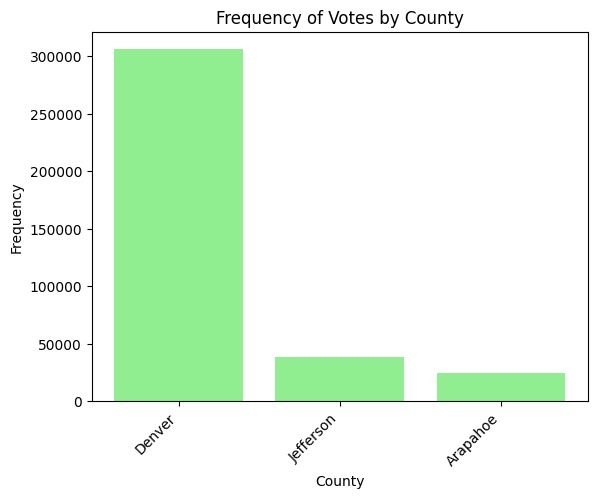 Frequency of Votes by County
Frequency
300000
250000
200000
150000
100000
50000
0
Denver
Jefferson
Arapahoe
County